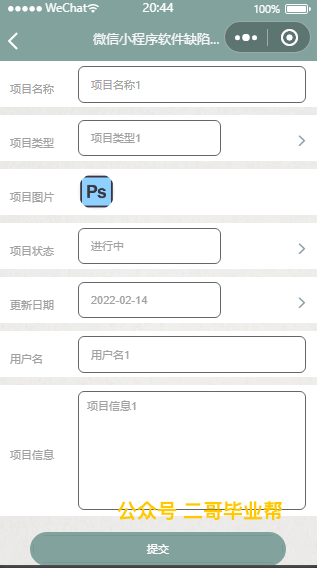 WeChat 20:44 100%
微信小程序软件缺陷...
项目名称 项目名称1
项目类型 项目类型1
项目图片 Ps
项目状态 进行中
更新日期 2022-02-14
用户名 用户名1
项目信息1
项目信息
公众号 二哥毕业帮
提交